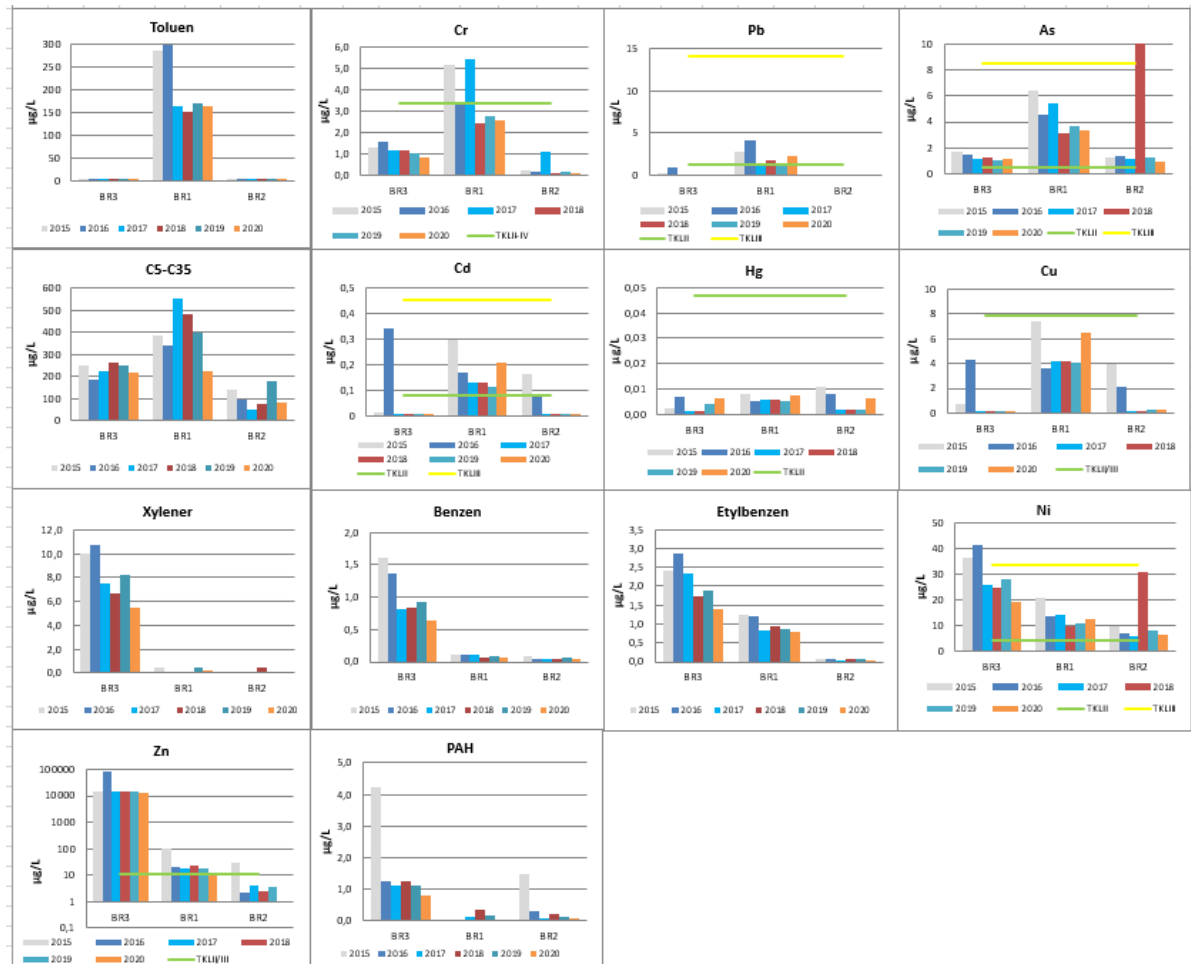 Toluen
300
250
200
150
100
50
0
µg/L
BR3 BR1 BR2
2015 2016 2017 2018 2019 2020
Cr
6,0
5,0
4,0
3,0
2,0
1,0
0,0
µg/L
BR3 BR1 BR2
2015 2016 2017 2018
2019 2020 TKLII-IV
Pb
15
10
5
0
µg/L
BR3 BR1 BR2
2015 2016 2017
2018 2019 2020
TKLII TKLIII
As
10
8
6
4
2
0
µg/L
BR3 BR1 BR2
2015 2016 2017 2018
2019 2020 TKLII TKLIII
C5-C35
600
500
400
300
200
100
0
µg/L
BR3 BR1 BR2
2015 2016 2017 2018 2019 2020
Cd
0,5
0,4
0,3
0,2
0,1
0
µg/L
BR3 BR1 BR2
2015 2016 2017
2018 2019 2020
TKLII TKLIII
Hg
0,05
0,04
0,03
0,02
0,01
0,00
µg/L
BR3 BR1 BR2
2015 2016 2017 2018
2019 2020 TKLII
Cu
10
8
6
4
2
0
µg/L
BR3 BR1 BR2
2015 2016 2017 2018
2019 2020 TKLII/III
Xylener
12,0
10,0
8,0
6,0
4,0
2,0
0,0
µg/L
BR3 BR1 BR2
2015 2016 2017 2018 2019 2020
Benzen
2,0
1,5
1,0
0,5
0,0
µg/L
BR3 BR1 BR2
2015 2016 2017 2018 2019 2020
Etylbenzen
3,5
3,0
2,5
2,0
1,5
1,0
0,5
0,0
µg/L
BR3 BR1 BR2
2015 2016 2017 2018 2019 2020
Ni
50
40
30
20
10
0
µg/L
BR3 BR1 BR2
2015 2016 2017 2018
2019 2020 TKLII TKLIII
Zn
100000
10000
1000
100
10
1
0,1
µg/L
BR3 BR1 BR2
2015 2016 2017 2018
2019 2020 TKLII/III
PAH
5,0
4,0
3,0
2,0
1,0
0,0
µg/L
BR3 BR1 BR2
2015 2016 2017 2018 2019 2020